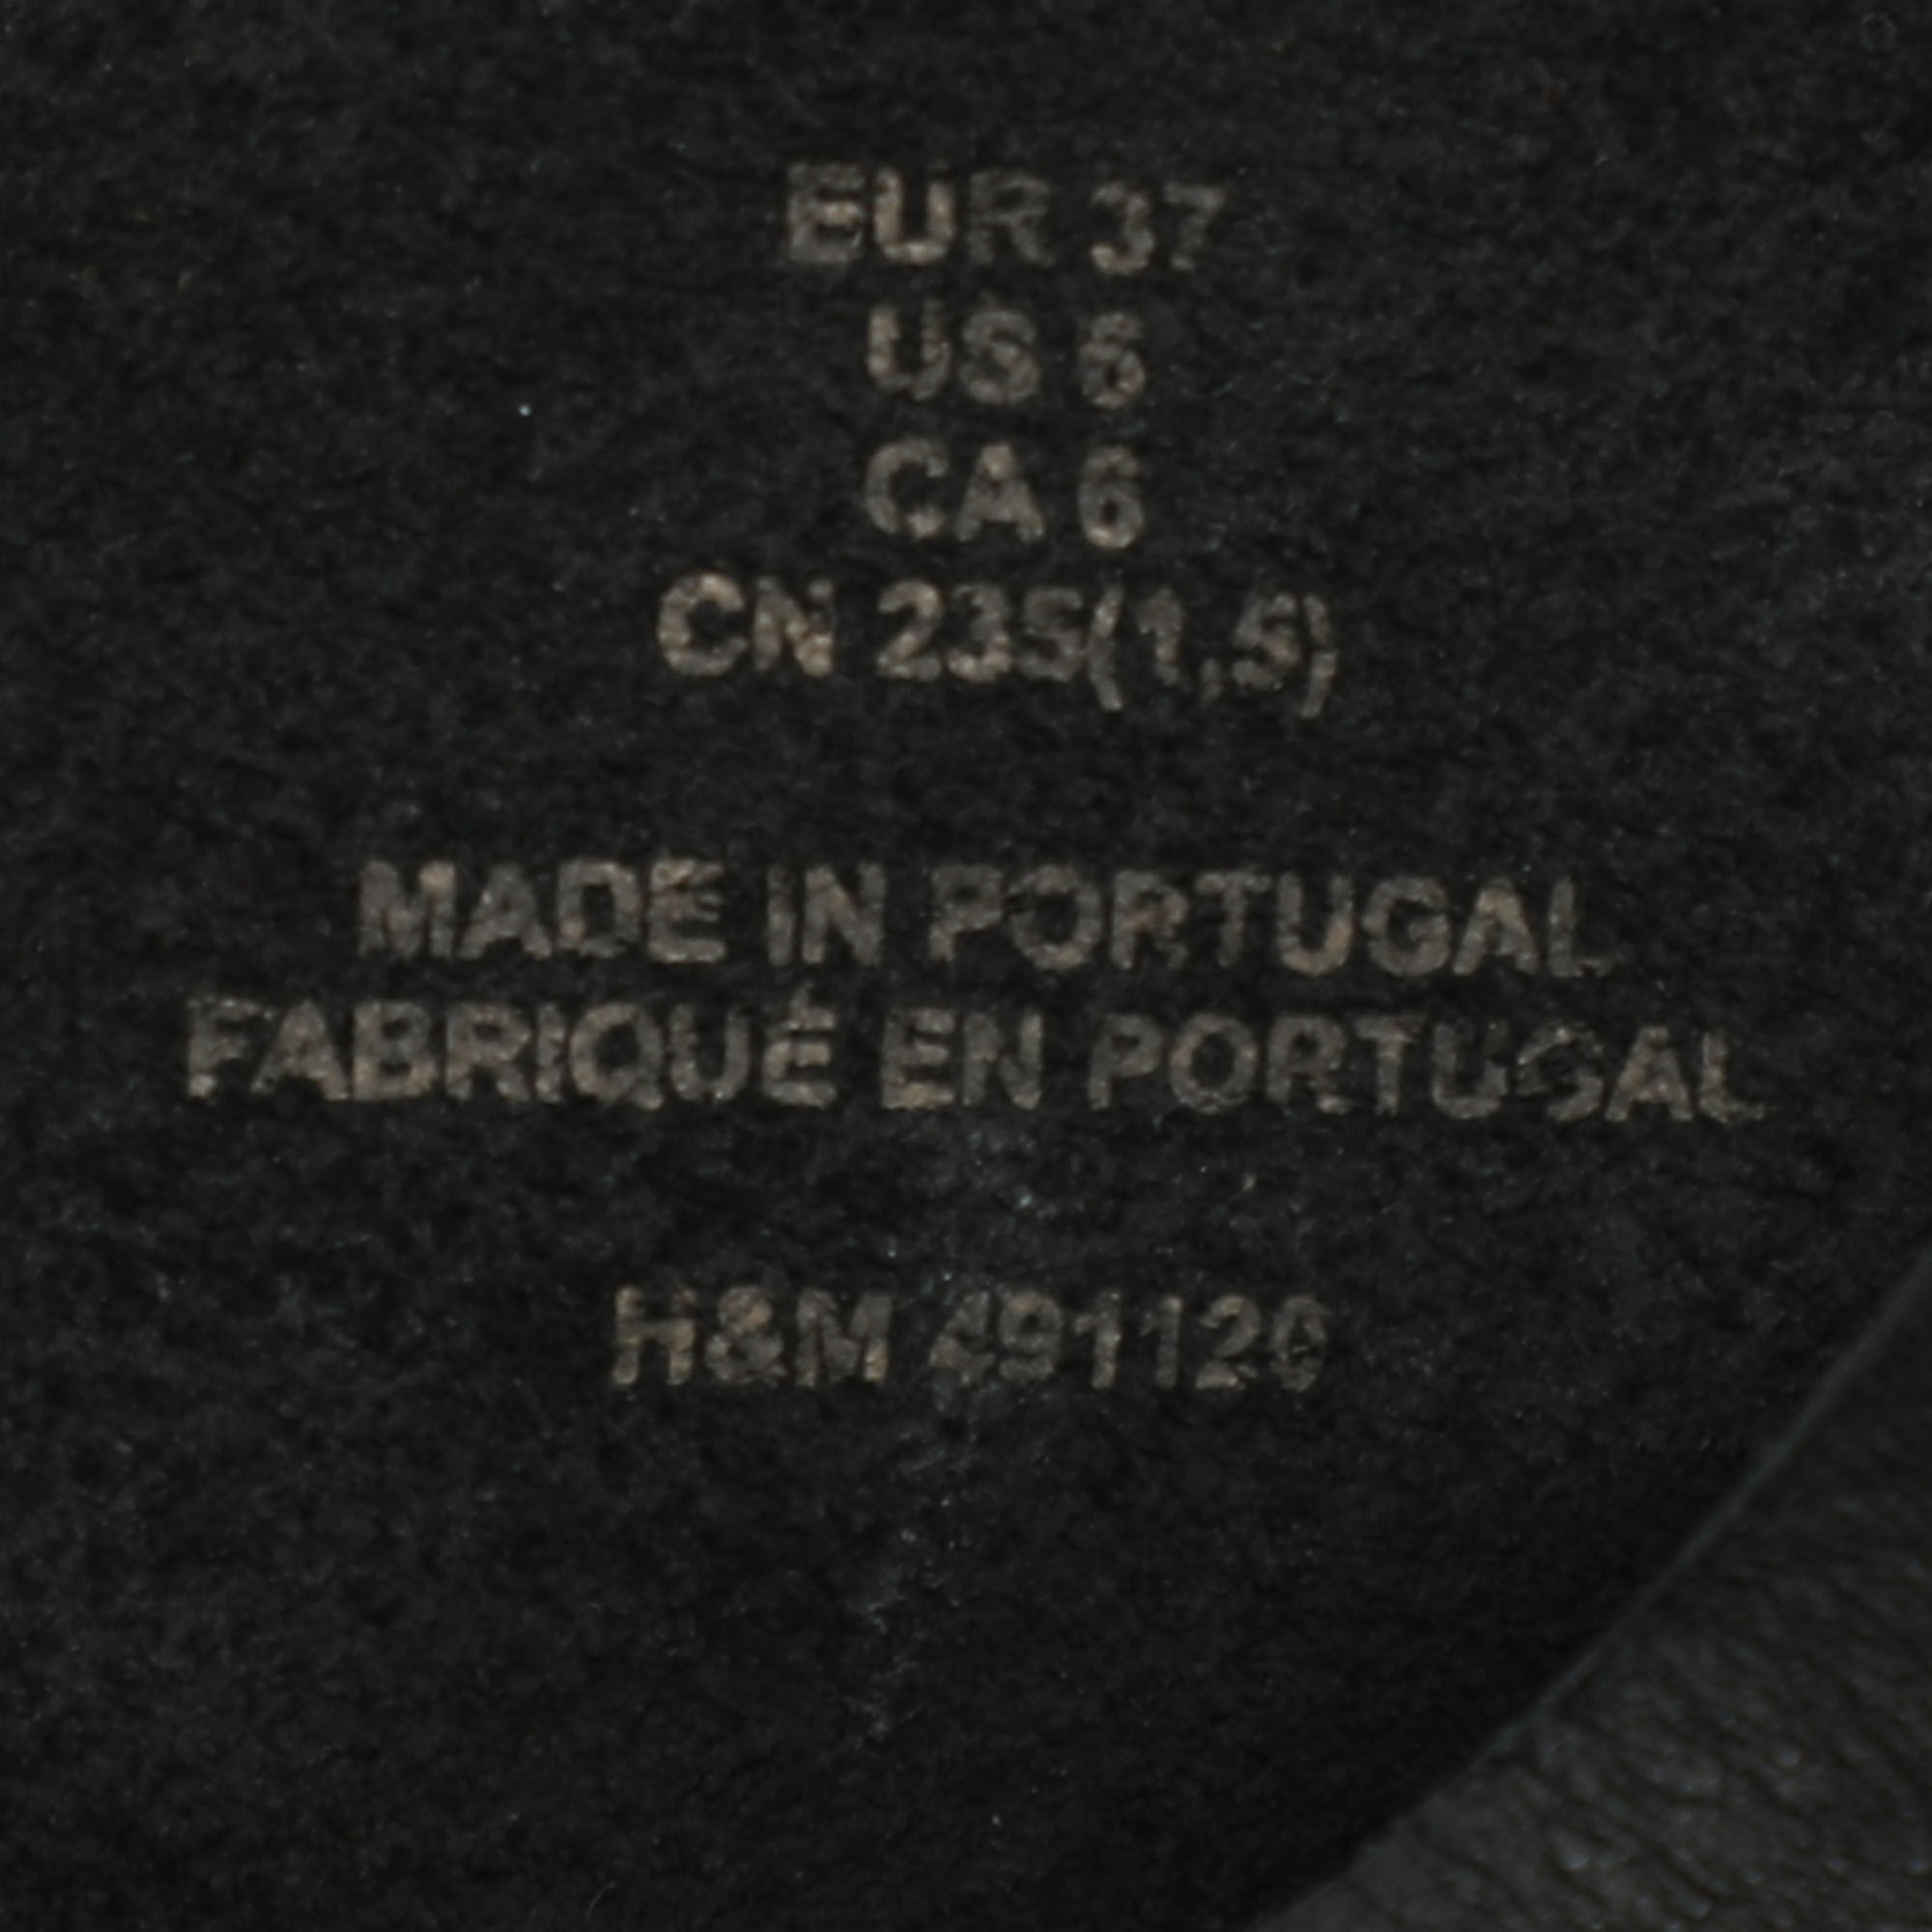 EUR 37
US 6
CA 6
CN 235(1,5)
MADE IN PORTUGAL
FABRIQUÉ EN PORTUGAL
H&M 491120